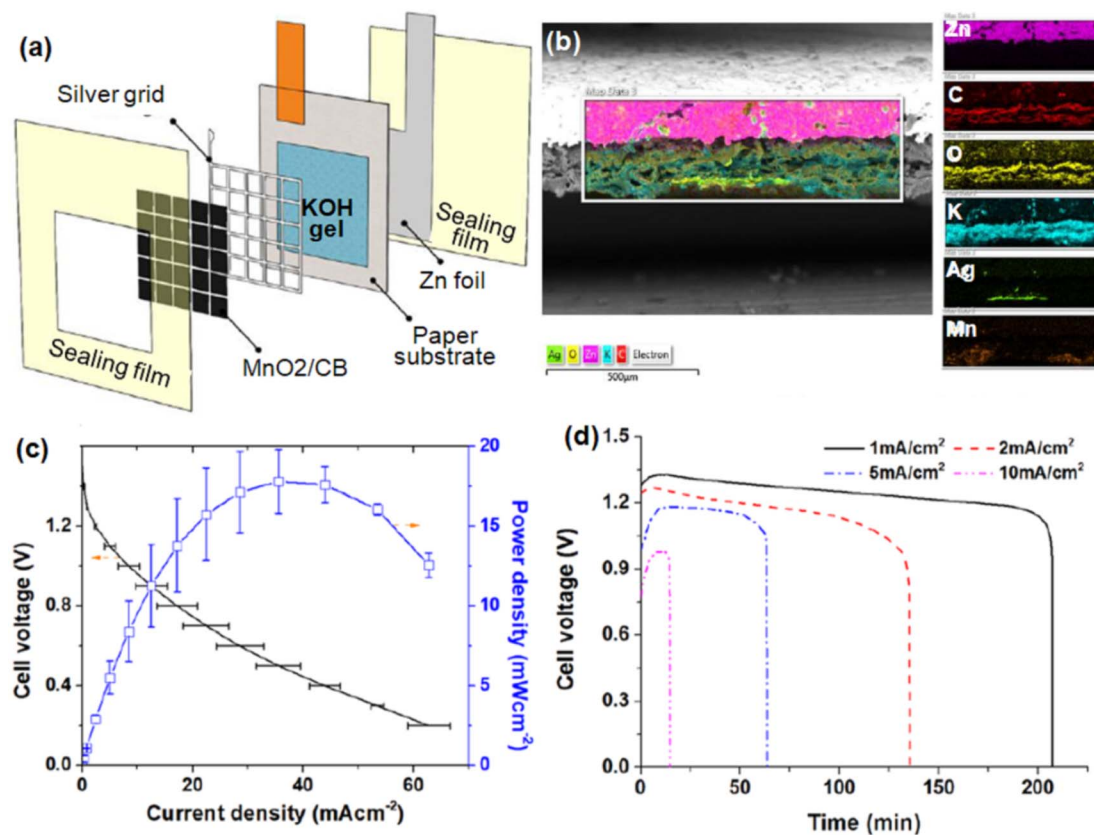 (a)
Silver grid
KOH
gel
Sealing
film
Zn foil
Paper
substrate
MnO2/CB
Sealing film
(b)
Map Data 3
Ag O Zn K C Electron
500µm
Zn
C
O
K
Ag
Mn
(c)
Cell voltage (V)
1.2
0.8
0.4
0.0
0 20 40 60
Current density (mAcm-2)
20
15
10
5
0
Power density (mWcm-2)
(d)
1mA/cm2 2mA/cm2
5mA/cm2 10mA/cm2
Cell voltage (V)
1.5
1.2
0.9
0.6
0.3
0.0
0 50 100 150 200
Time (min)